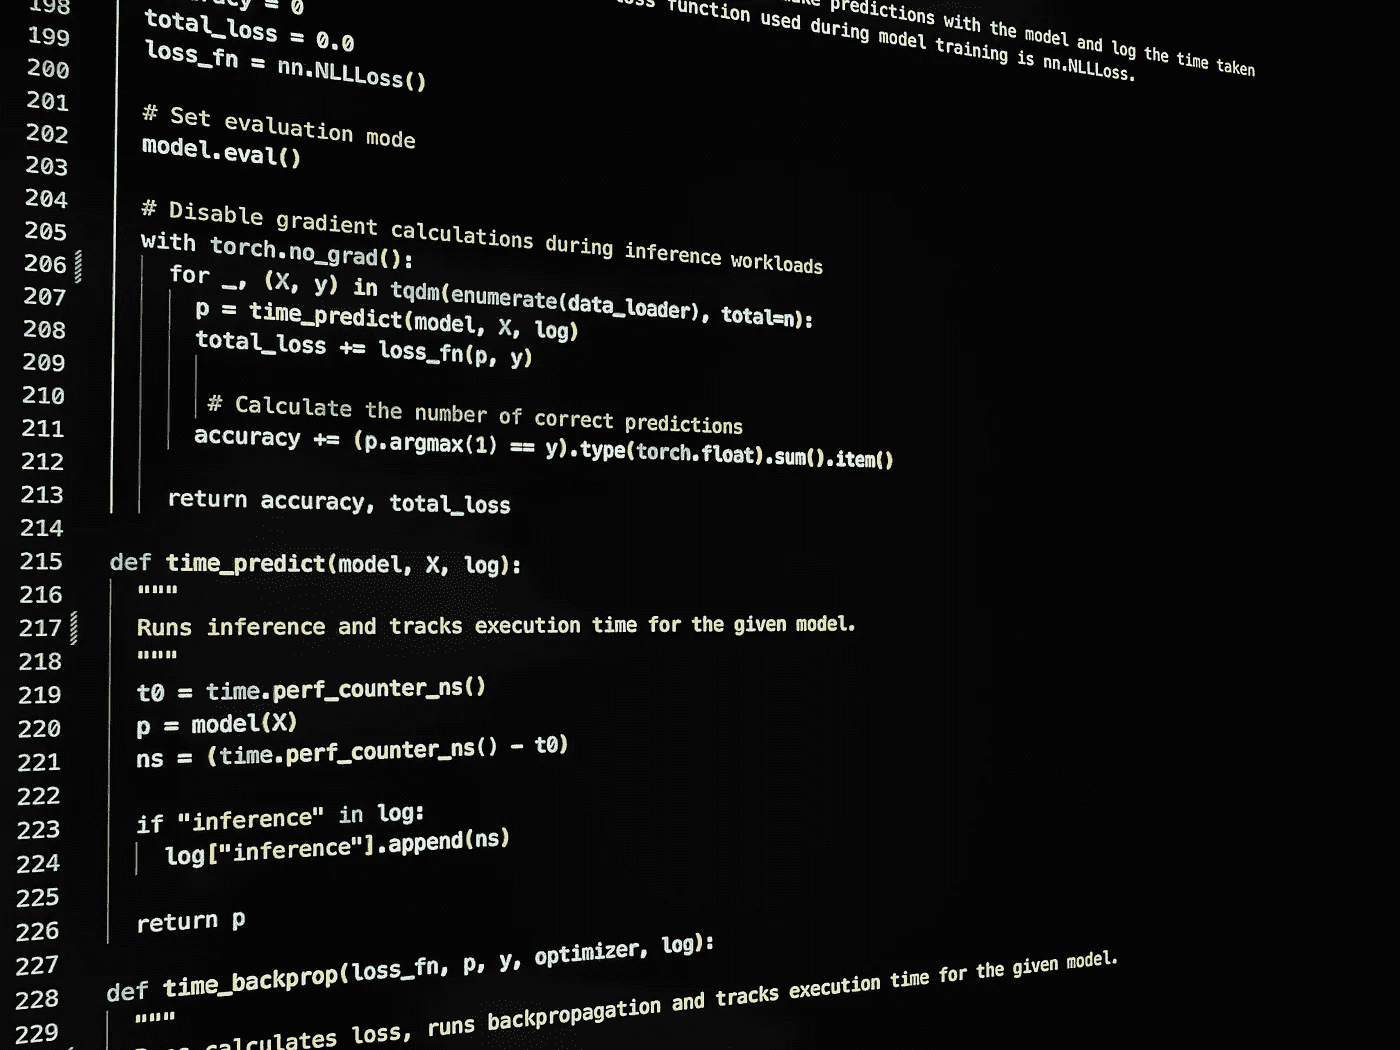 198 = 0
199 total_loss = 0.0
200 loss_fn = nn.NLLLoss()
201
202 # Set evaluation mode
203 model.eval()
204
205 # Disable gradient calculations during inference workloads
206 with torch.no_grad():
207 for _, (X, y) in tqdm(enumerate(data_loader), total=n):
208 p = time_predict(model, X, log)
209 total_loss += loss_fn(p, y)
210
211 # Calculate the number of correct predictions
212 accuracy += (p.argmax(1) == y).type(torch.float).sum().item()
213
214 return accuracy, total_loss
215 def time_predict(model, X, log):
216 """
217 Runs inference and tracks execution time for the given model.
218 """
219 t0 = time.perf_counter_ns()
220 p = model(X)
221 ns = (time.perf_counter_ns() - t0)
222
223 if "inference" in log:
224 log["inference"].append(ns)
225
226 return p
227
228 def time_backprop(loss_fn, p, y, optimizer, log):
229 """
calculates loss, runs backpropagation and tracks execution time for the given model.
predictions with the model and log the time taken
function used during model training is nn.NLLLoss.